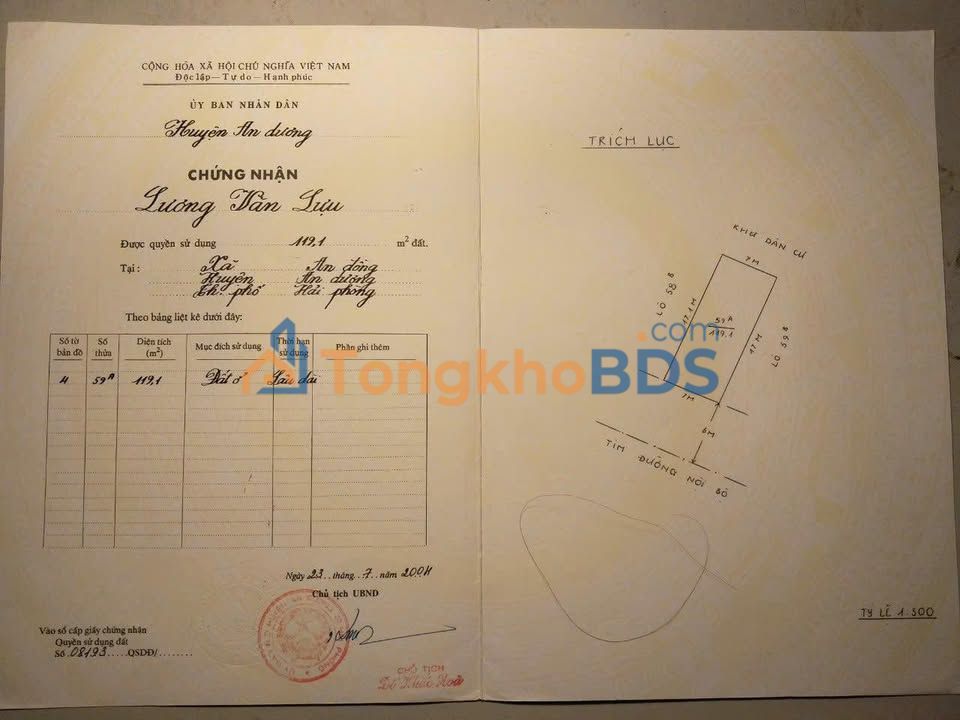 CỘNG HÒA XÃ HỘI CHỦ NGHĨA VIỆT NAM
Độc lập — Tự do — Hạnh phúc
ỦY BAN NHÂN DÂN
Huyện An dương
CHỨNG NHẬN
Lương Văn Lựu
Được quyền sử dụng 119,1 m² đất.
Tại : Xã An đồng
Huyện An dương
Th. phố Hải phòng
Theo bảng liệt kê dưới đây:
Số tờ bản đồ Số thửa Diện tích (m²) Mục đích sử dụng Thời hạn sử dụng Phần ghi thêm
4 59A 119,1 Đất ở Lâu dài
Ngày 23 tháng 7 năm 2004
Chủ tịch UBND
Vào sổ cấp giấy chứng nhận
Quyền sử dụng đất
Số 08193 QSDĐ/
CHỦ TỊCH
TRÍCH LỤC
KHU DÂN CƯ
7M
LÔ 58B
17,1M
59A
119,1
17M
LÔ 59B
7M
6M
TIM ĐƯỜNG NỘI BỘ
TỶ LỆ 1:500
TongkhoBDS.com